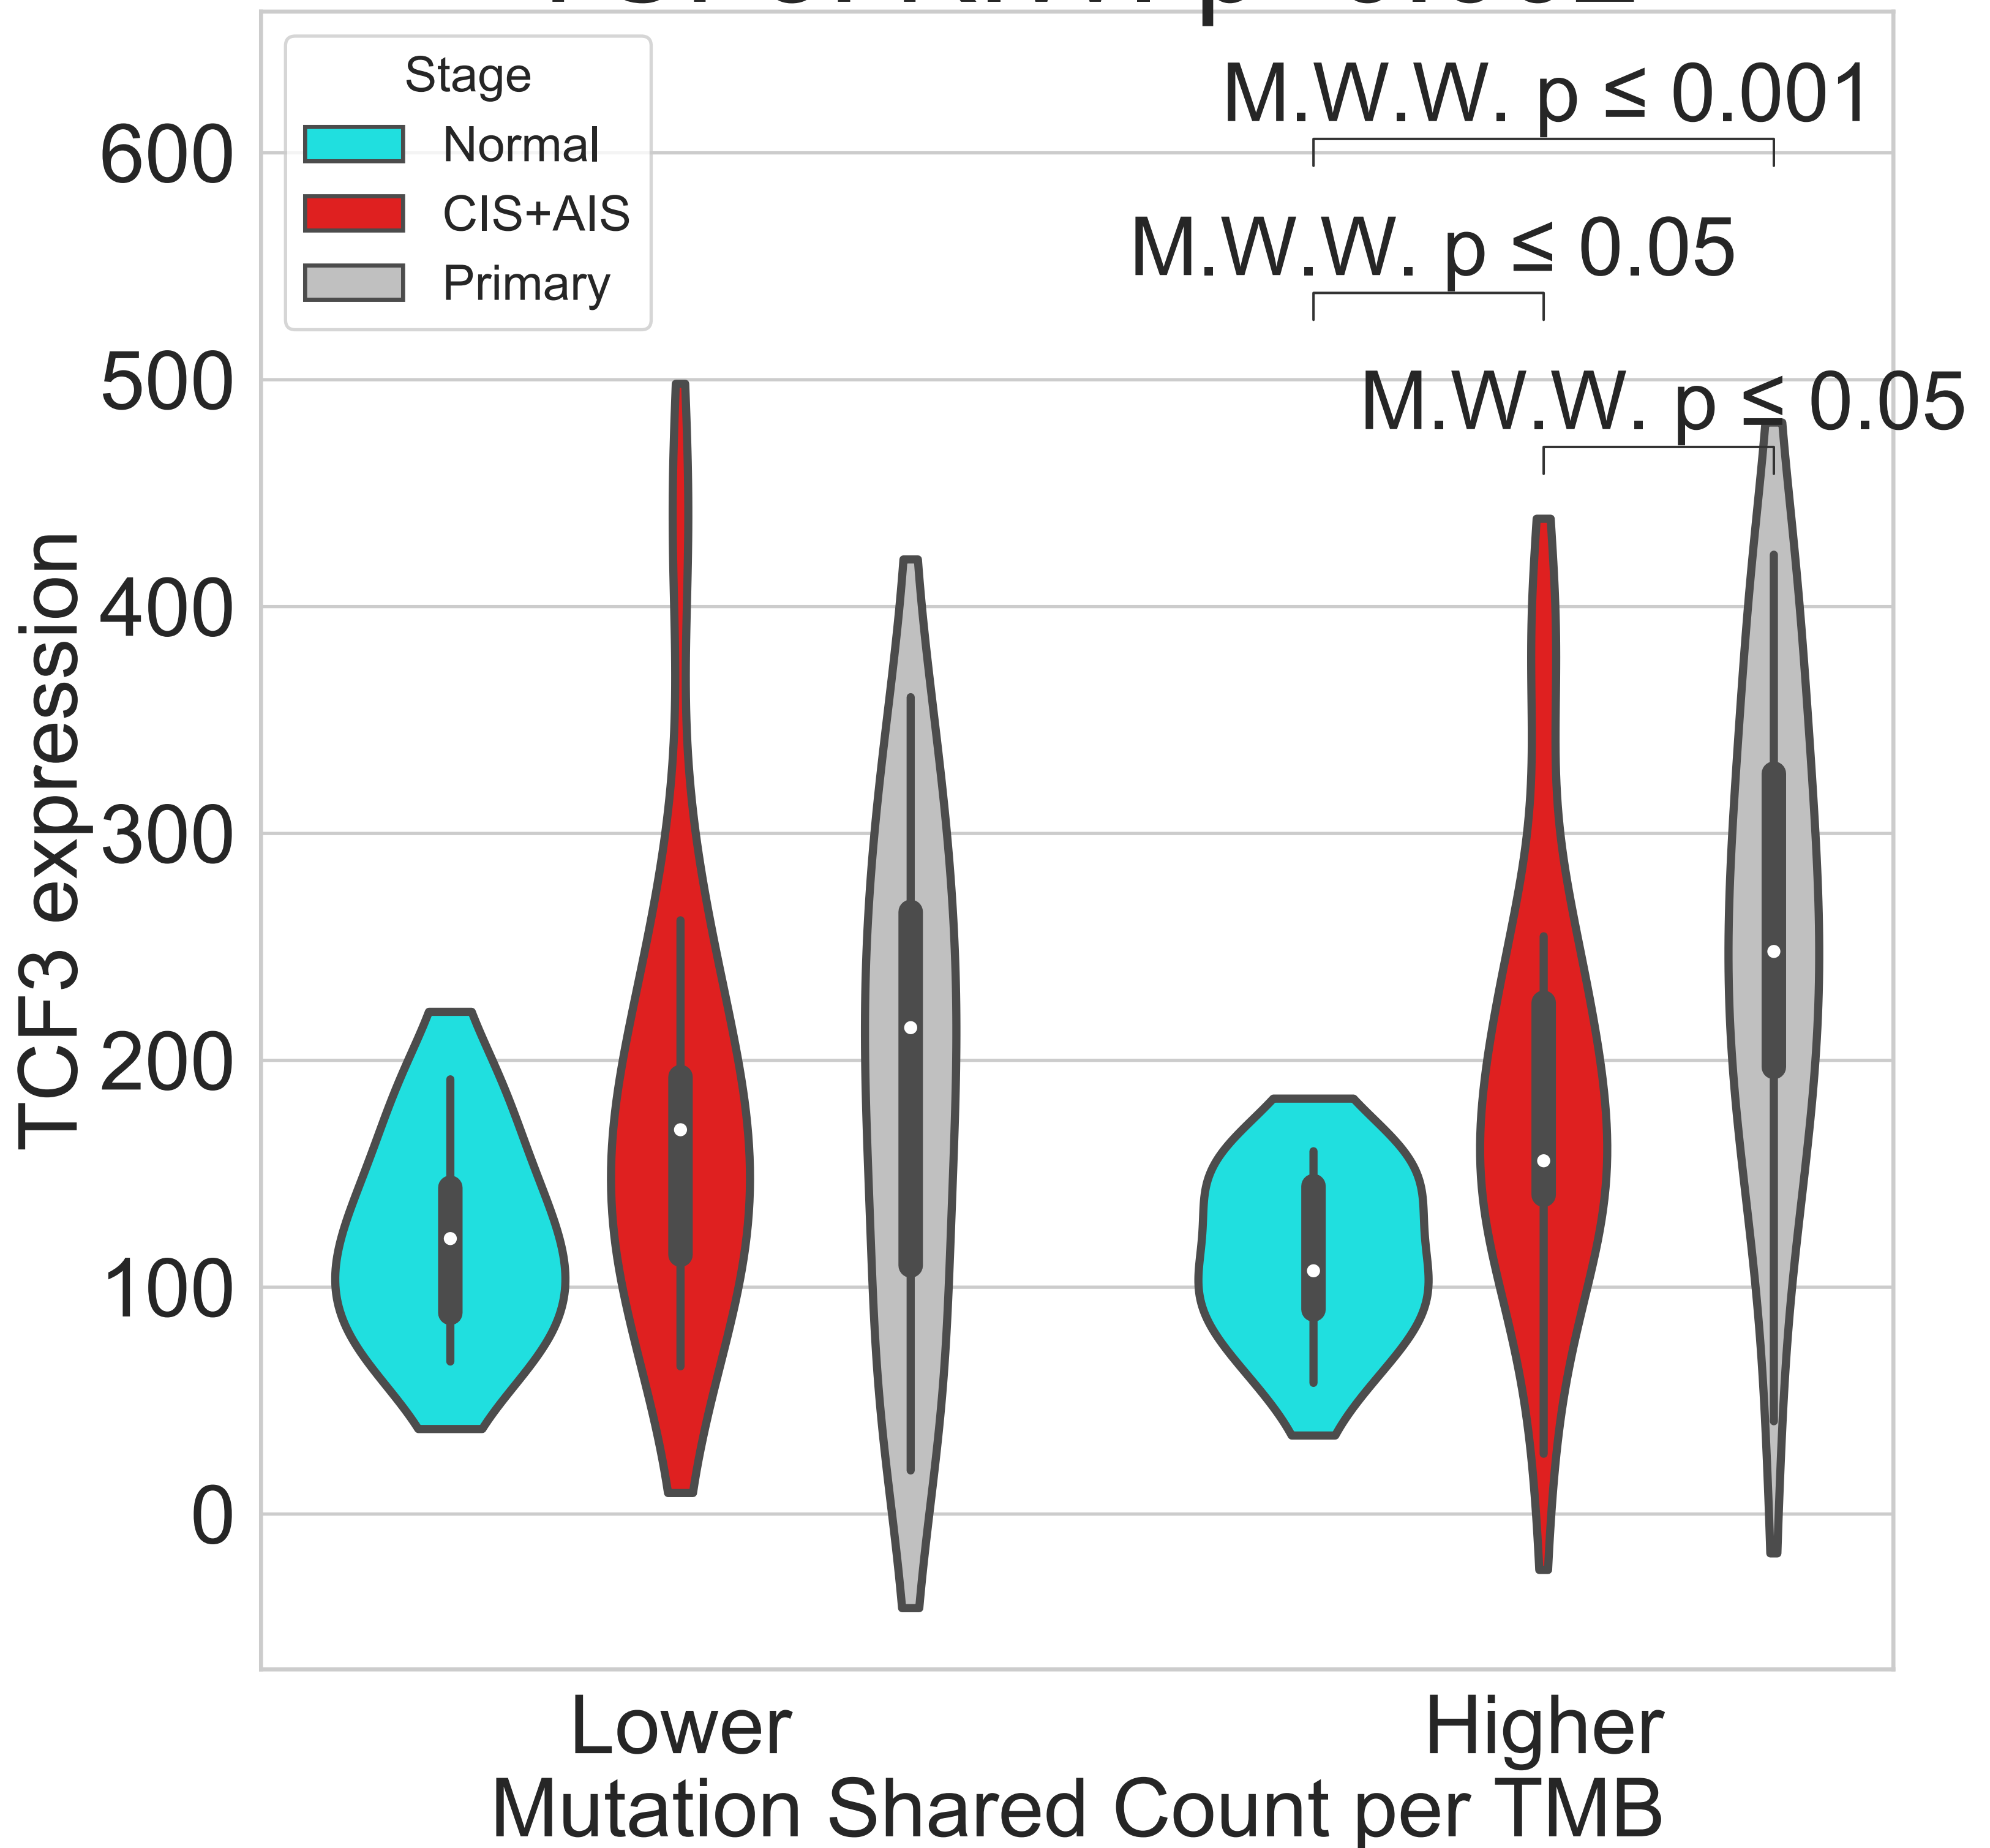 Stage
Normal
CIS+AIS
Primary
M.W.W. p ≤ 0.001
M.W.W. p ≤ 0.05
M.W.W. p ≤ 0.05
600
500
400
300
200
100
0
TCF3 expression
Lower
Higher
Mutation Shared Count per TMB